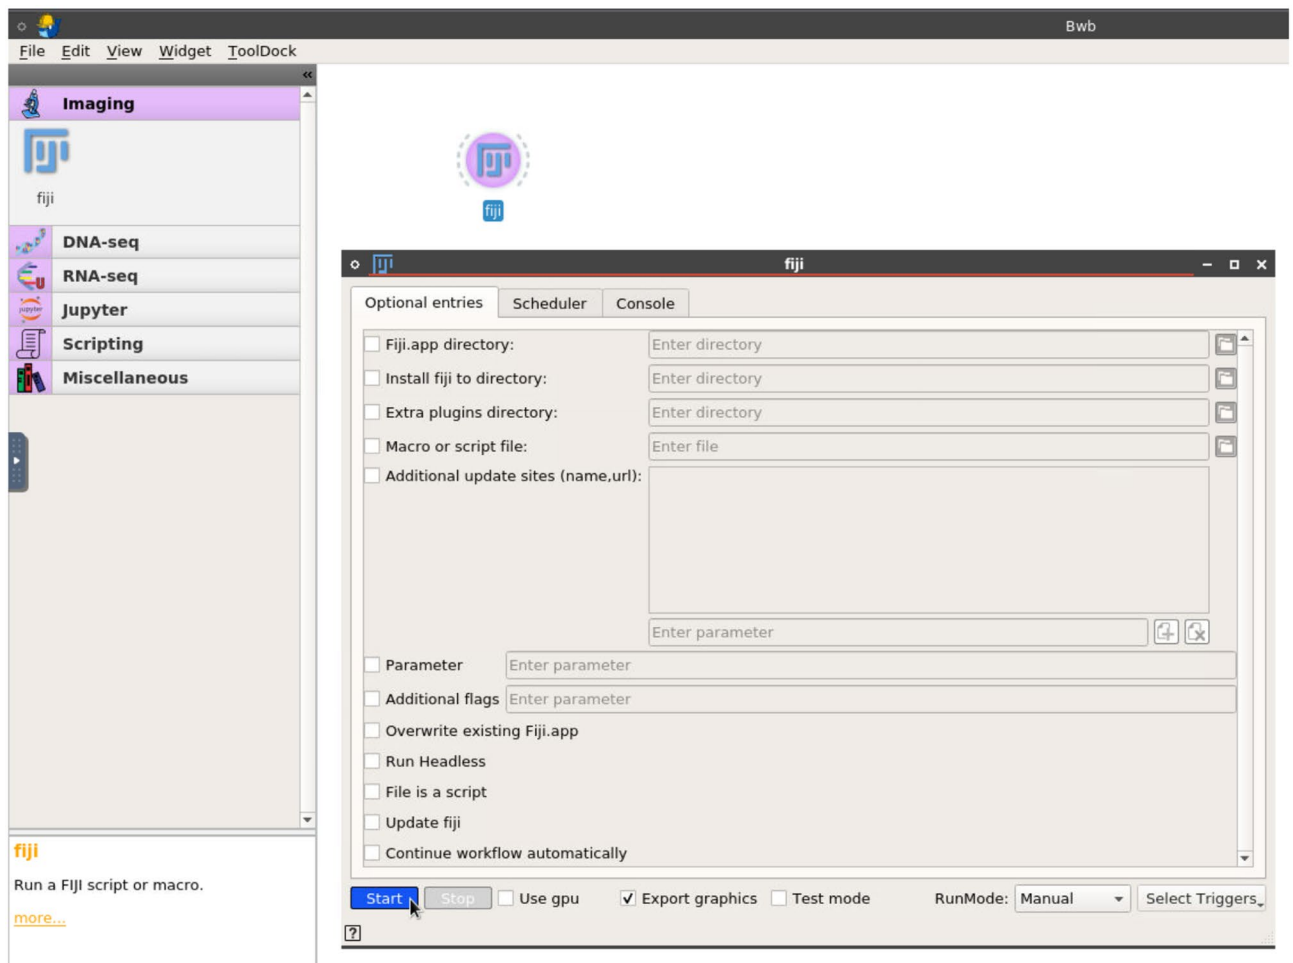 Bwb
File Edit View Widget ToolDock
«
Imaging
fiji
DNA-seq
RNA-seq
Jupyter
Scripting
Miscellaneous
fiji
Run a FIJI script or macro.
more...
fiji
fiji
Optional entries Scheduler Console
Fiji.app directory: Enter directory
Install fiji to directory: Enter directory
Extra plugins directory: Enter directory
Macro or script file: Enter file
Additional update sites (name,url):
Enter parameter
Parameter Enter parameter
Additional flags Enter parameter
Overwrite existing Fiji.app
Run Headless
File is a script
Update fiji
Continue workflow automatically
Start Stop Use gpu Export graphics Test mode RunMode: Manual Select Triggers
?